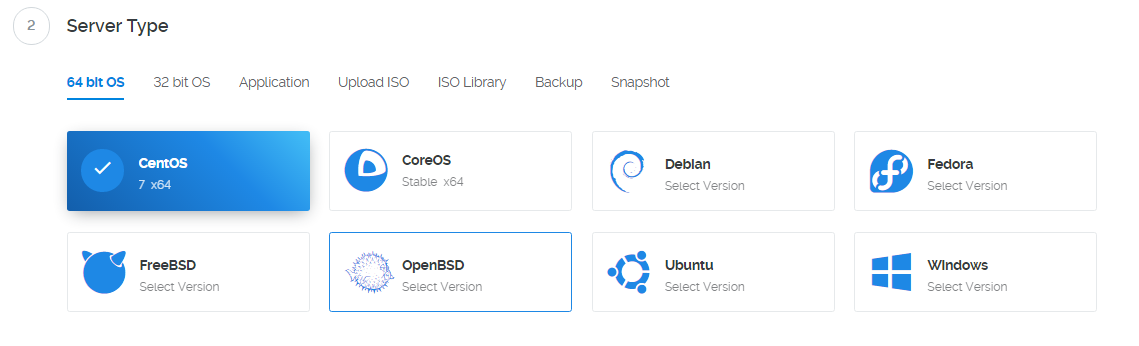 2 Server Type
64 bit OS 32 bit OS Application Upload ISO ISO Library Backup Snapshot
CentOS
7 x64
CoreOS
Stable x64
Debian
Select Version
Fedora
Select Version
FreeBSD
Select Version
OpenBSD
Select Version
Ubuntu
Select Version
Windows
Select Version